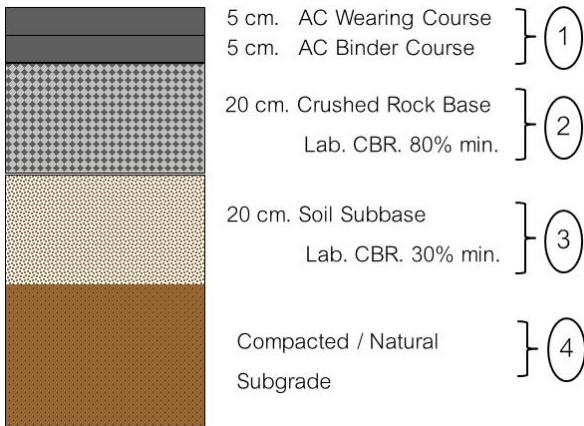 5 cm. AC Wearing Course
5 cm. AC Binder Course
1
20 cm. Crushed Rock Base
Lab. CBR. 80% min.
2
20 cm. Soil Subbase
Lab. CBR. 30% min.
3
Compacted / Natural
Subgrade
4